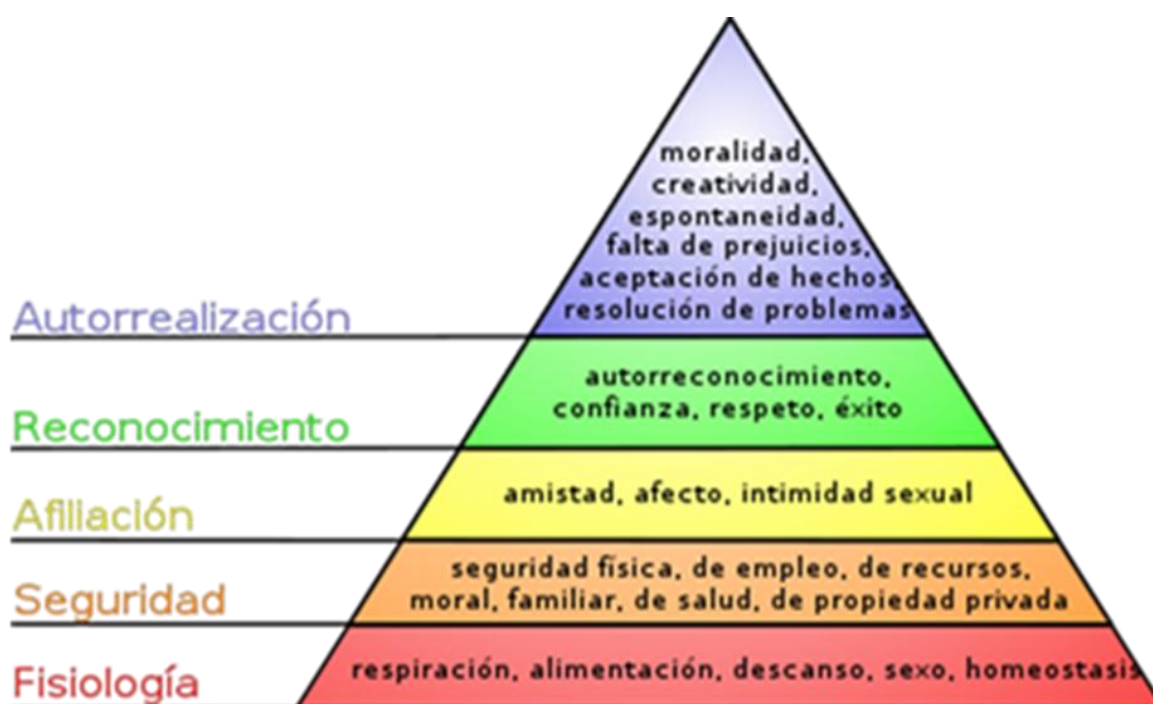 moralidad,
creatividad,
espontaneidad,
falta de prejuicios,
aceptación de hechos,
resolución de problemas
Autorrealización
autorreconocimiento,
confianza, respeto, éxito
Reconocimiento
amistad, afecto, intimidad sexual
Afiliación
seguridad física, de empleo, de recursos,
moral, familiar, de salud, de propiedad privada
Seguridad
respiración, alimentación, descanso, sexo, homeostasis
Fisiología